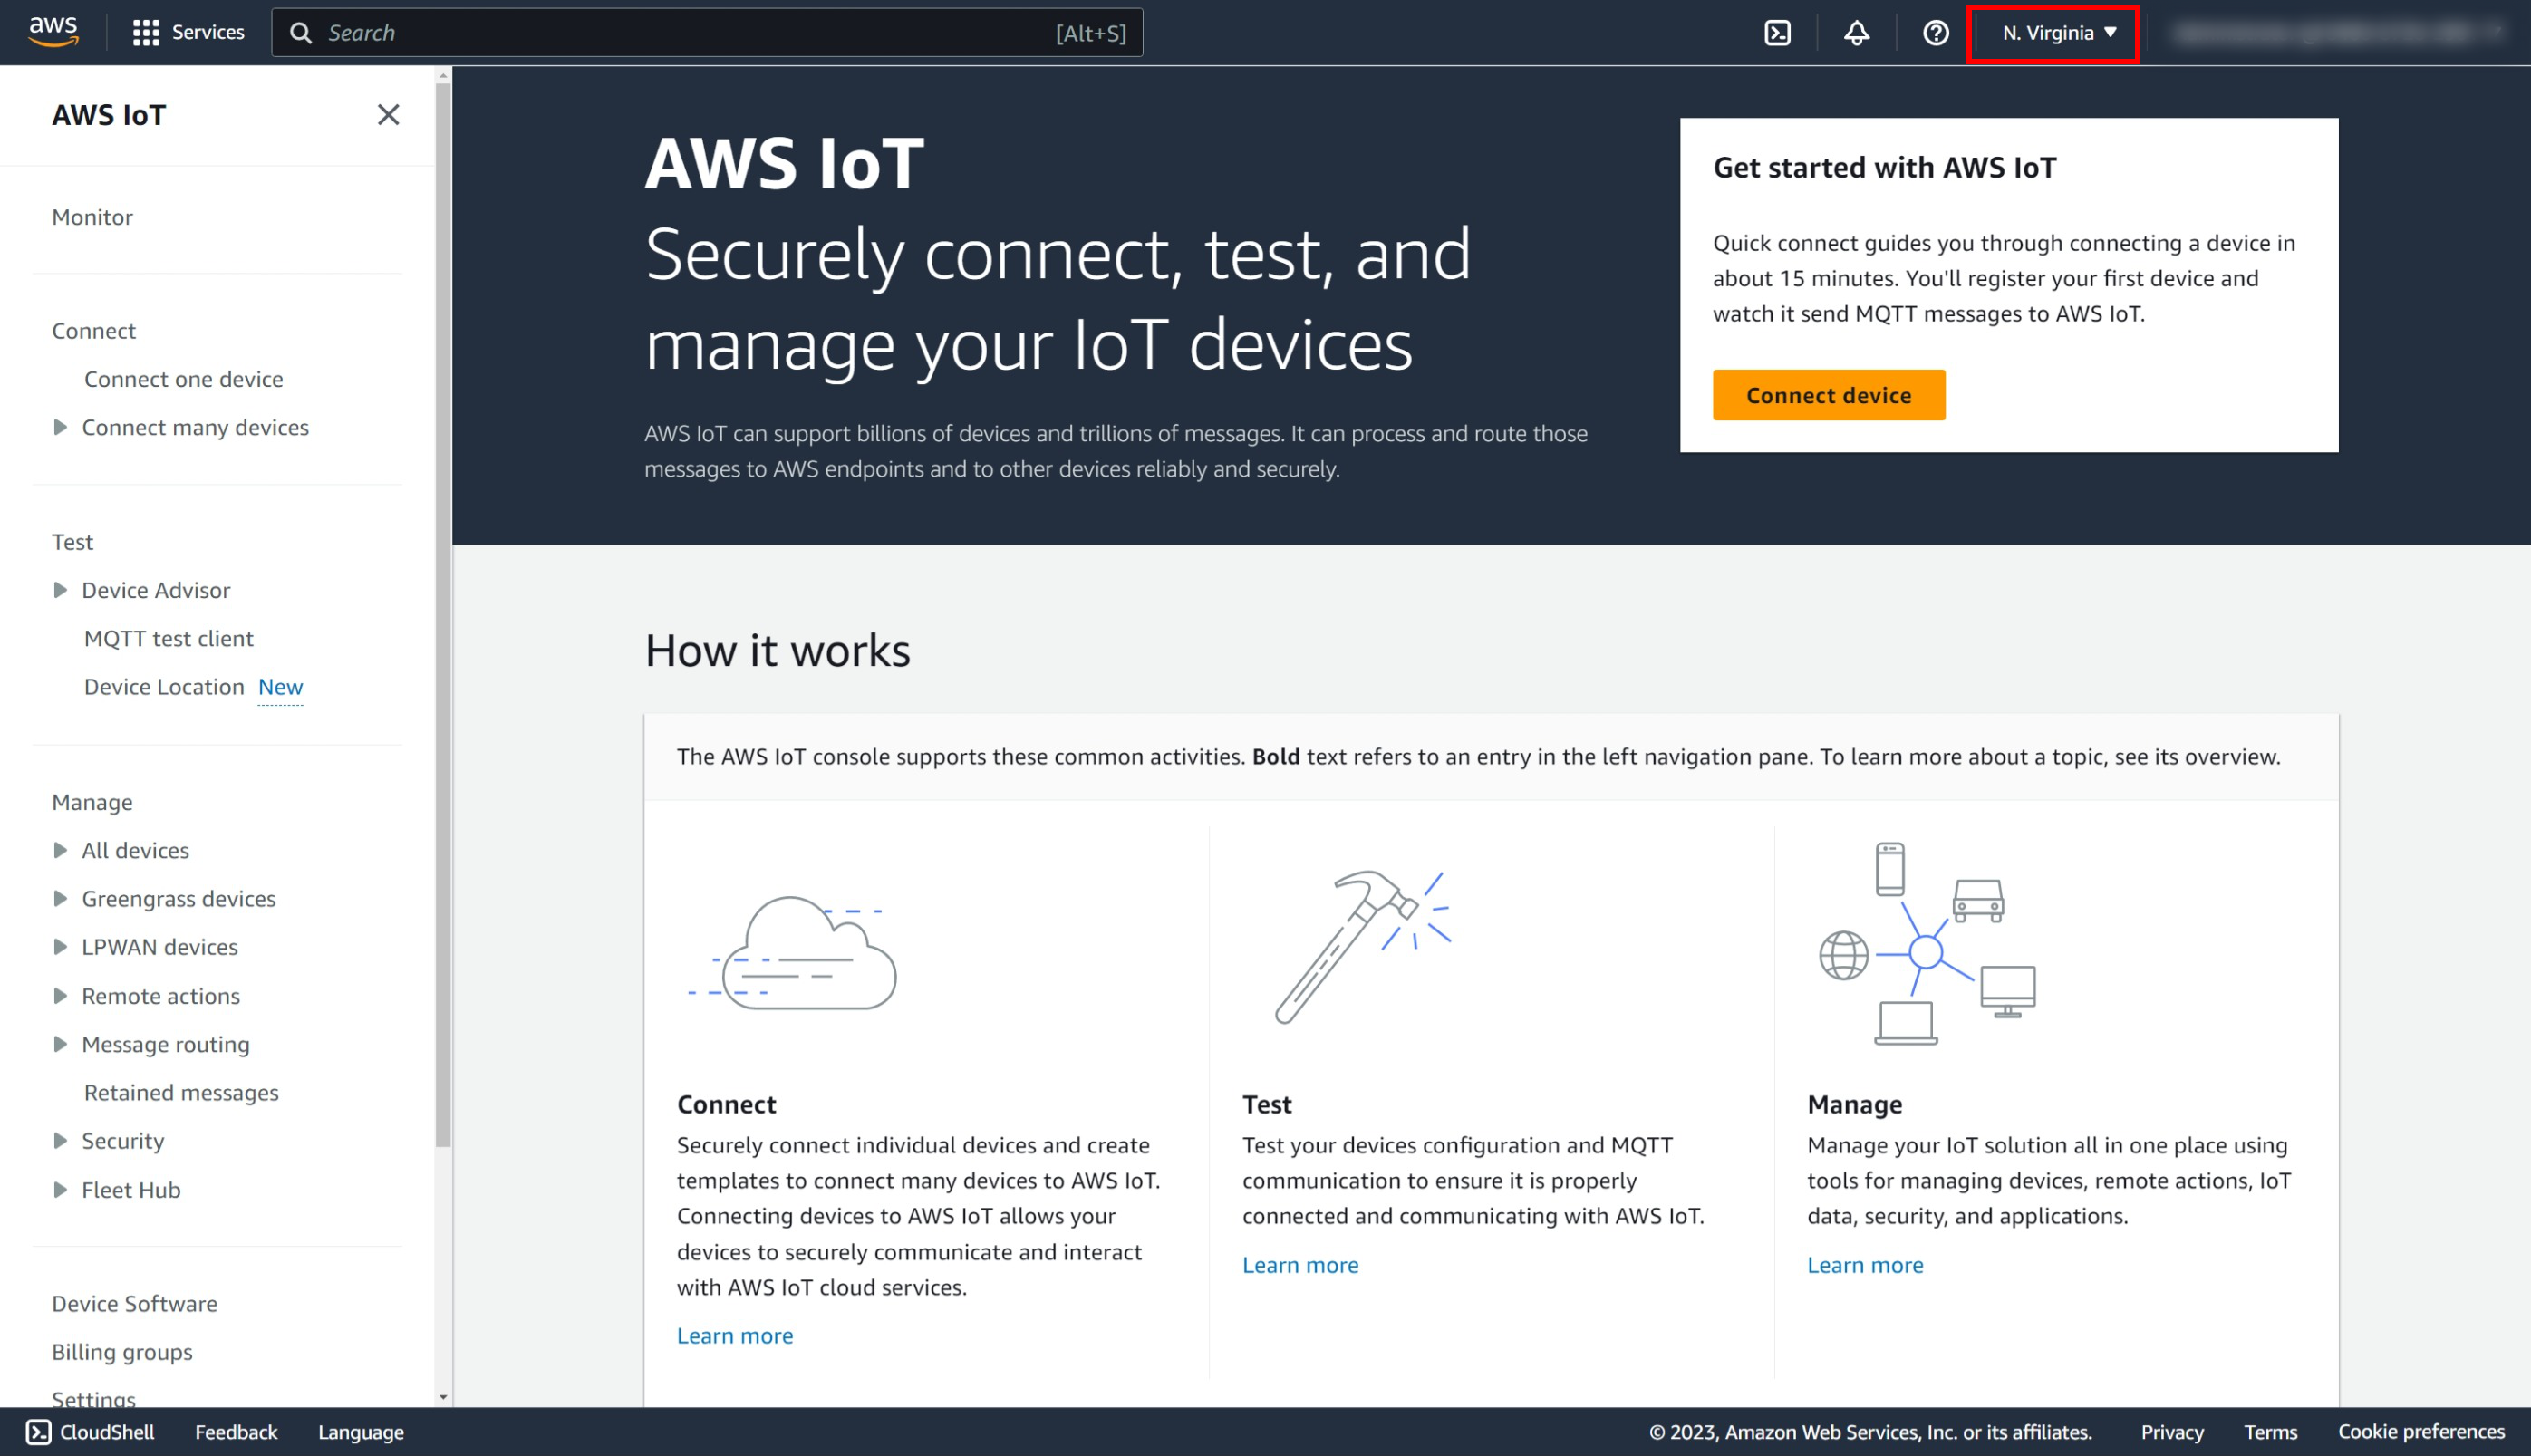 aws
Services
Search
[Alt+S]
N. Virginia
AWS IoT
Monitor
Connect
Connect one device
Connect many devices
Test
Device Advisor
MQTT test client
Device Location New
Manage
All devices
Greengrass devices
LPWAN devices
Remote actions
Message routing
Retained messages
Security
Fleet Hub
Device Software
Billing groups
Settings
AWS IoT
Securely connect, test, and
manage your IoT devices
AWS IoT can support billions of devices and trillions of messages. It can process and route those
messages to AWS endpoints and to other devices reliably and securely.
Get started with AWS IoT
Quick connect guides you through connecting a device in
about 15 minutes. You'll register your first device and
watch it send MQTT messages to AWS IoT.
Connect device
How it works
The AWS IoT console supports these common activities. Bold text refers to an entry in the left navigation pane. To learn more about a topic, see its overview.
Connect
Securely connect individual devices and create
templates to connect many devices to AWS IoT.
Connecting devices to AWS IoT allows your
devices to securely communicate and interact
with AWS IoT cloud services.
Learn more
Test
Test your devices configuration and MQTT
communication to ensure it is properly
connected and communicating with AWS IoT.
Learn more
Manage
Manage your IoT solution all in one place using
tools for managing devices, remote actions, IoT
data, security, and applications.
Learn more
CloudShell
Feedback
Language
© 2023, Amazon Web Services, Inc. or its affiliates.
Privacy
Terms
Cookie preferences